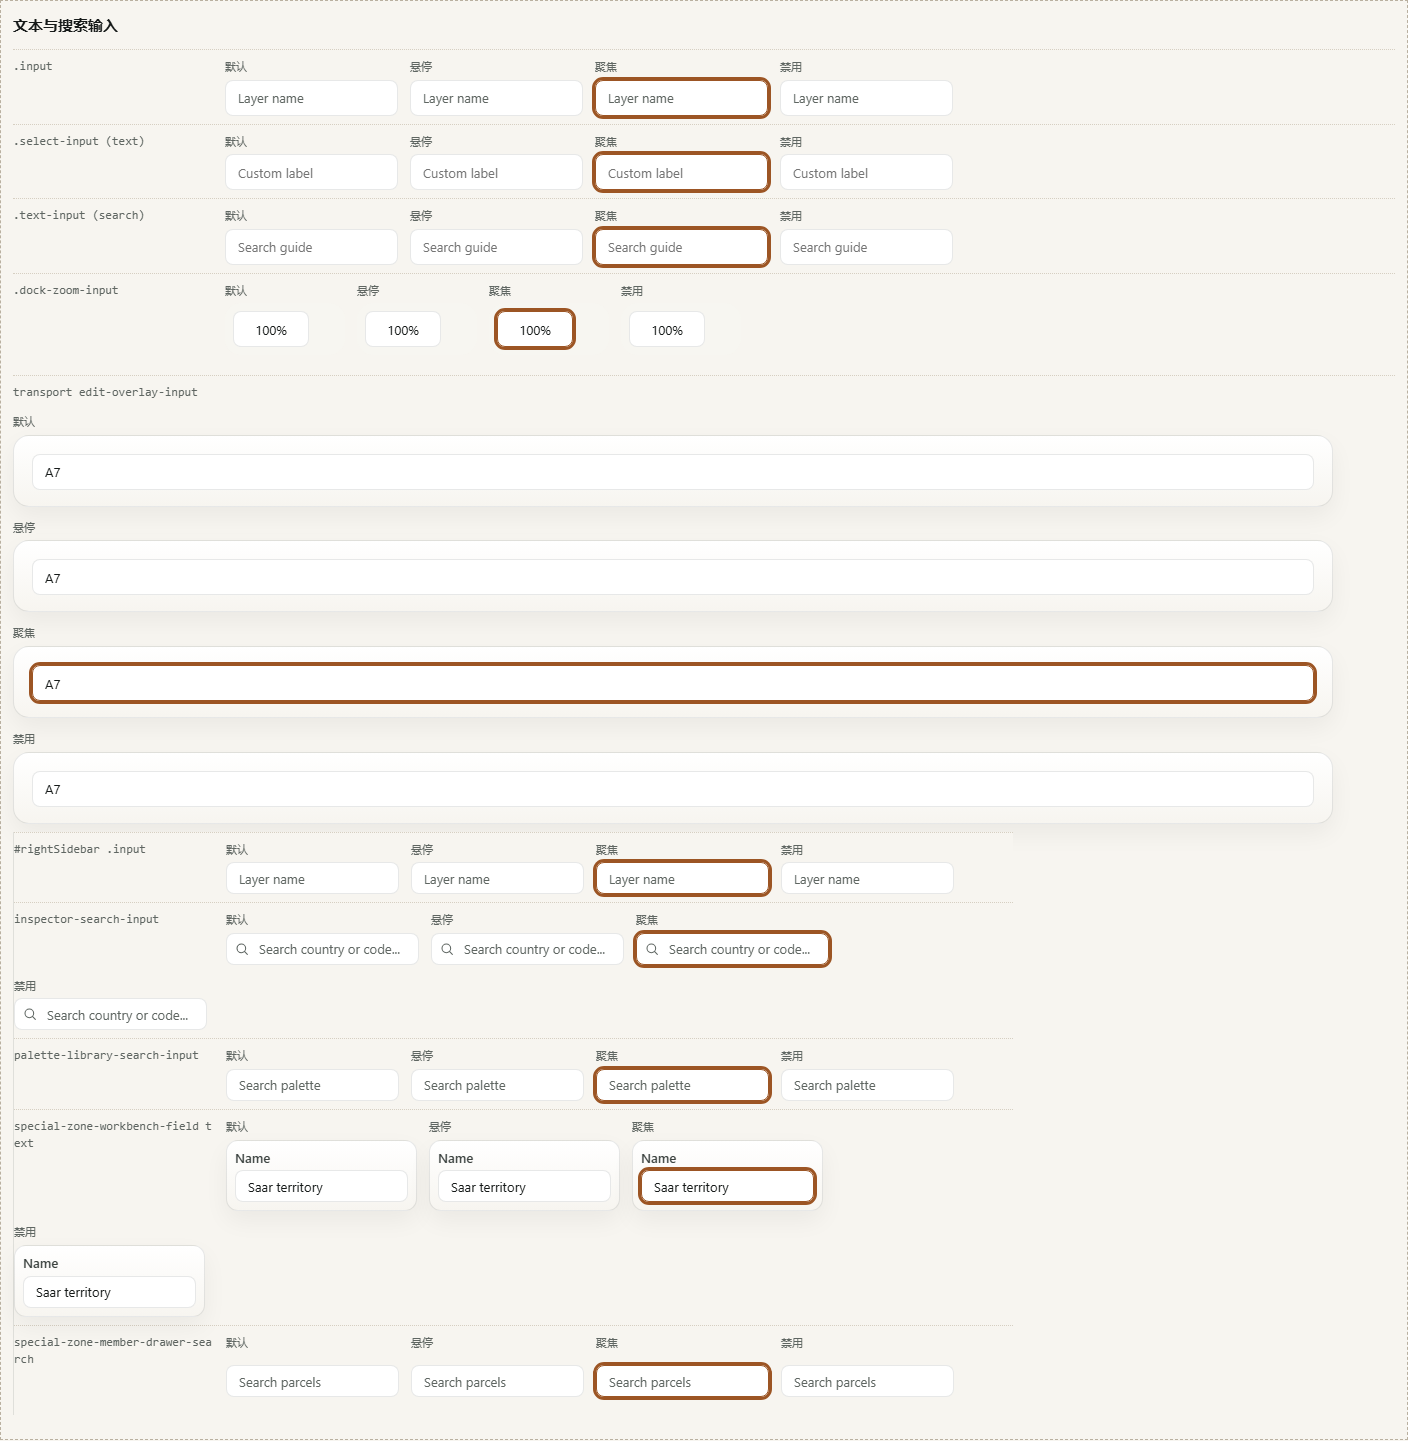 文本与搜索输入
.input
默认 悬停 聚焦 禁用
Layer name Layer name Layer name Layer name
.select-input (text)
默认 悬停 聚焦 禁用
Custom label Custom label Custom label Custom label
.text-input (search)
默认 悬停 聚焦 禁用
Search guide Search guide Search guide Search guide
.dock-zoom-input
默认 悬停 聚焦 禁用
100% 100% 100% 100%
transport edit-overlay-input
默认
A7
悬停
A7
聚焦
A7
禁用
A7
#rightSidebar .input
默认 悬停 聚焦 禁用
Layer name Layer name Layer name Layer name
inspector-search-input
默认 悬停 聚焦
Search country or code... Search country or code... Search country or code...
禁用
Search country or code...
palette-library-search-input
默认 悬停 聚焦 禁用
Search palette Search palette Search palette Search palette
special-zone-workbench-field t
ext
默认 悬停 聚焦
Name Name Name
Saar territory Saar territory Saar territory
禁用
Name
Saar territory
special-zone-member-drawer-sea
rch
默认 悬停 聚焦 禁用
Search parcels Search parcels Search parcels Search parcels